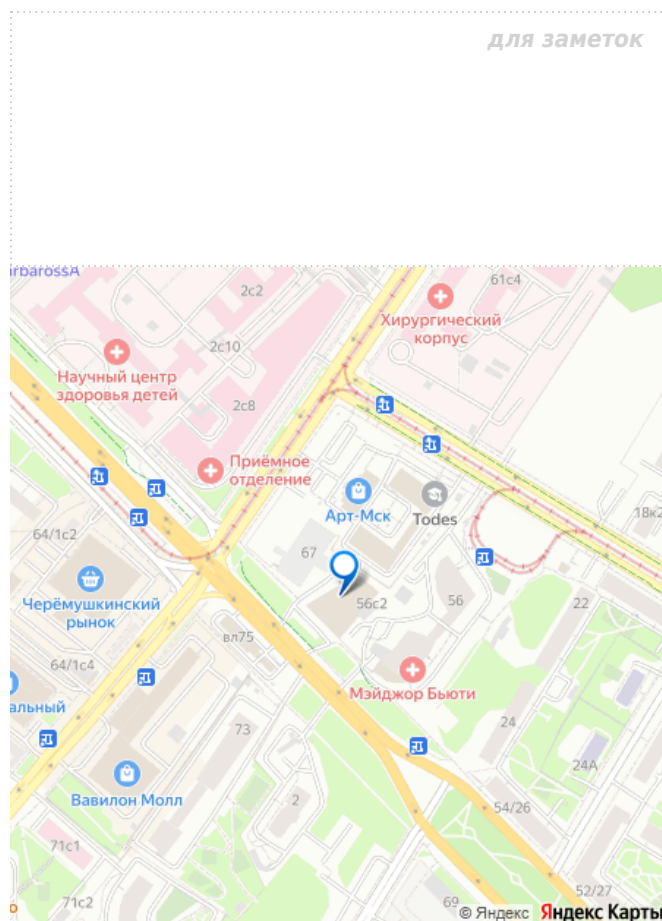 для заметок
rbarossA
2с2
61с4
Хирургический
корпус
2с10
Научный центр
здоровья детей
2с8
Приёмное
отделение
Арт-Мск
Todes
18к2
64/1с2
67
Черёмушкинский
рынок
56с2
56
22
вл75
64/1с4
альный
Мэйджор Бьюти
73
24
24А
Вавилон Молл
2
54/26
71с1
71с2
69
52/27
о
© Яндекс Яндекс Карты